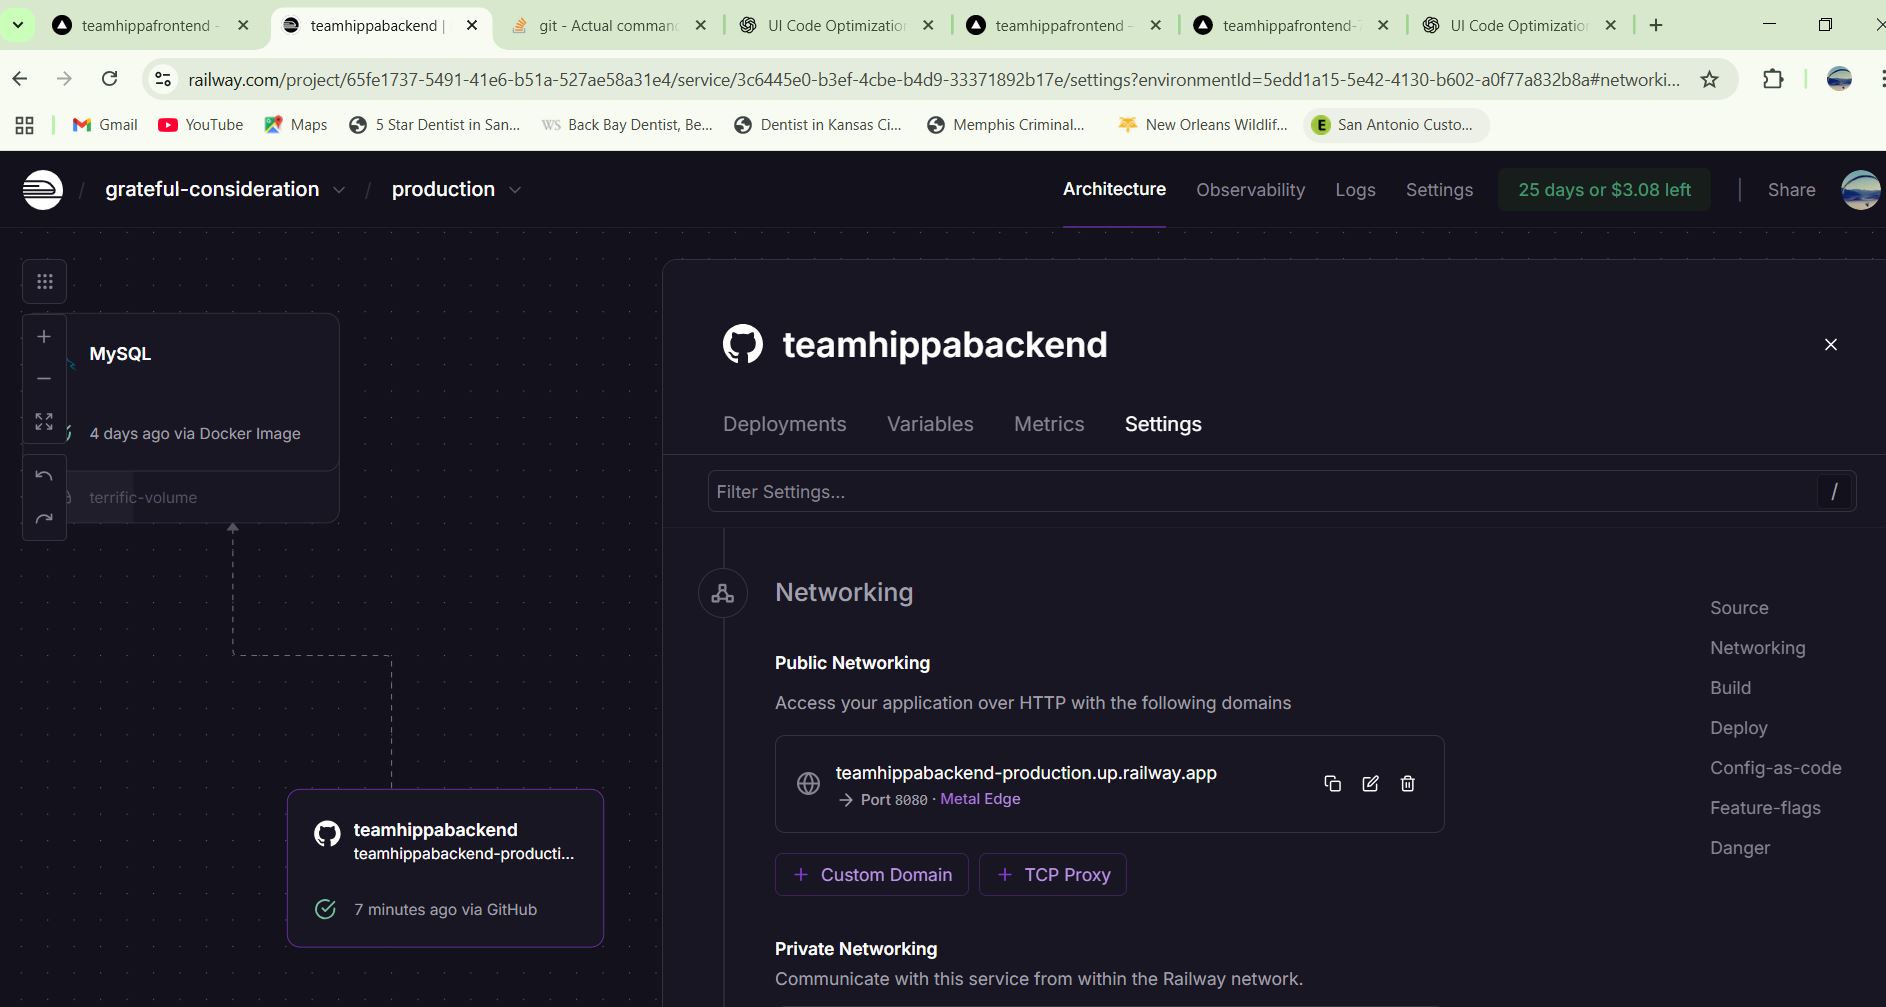 teamhippafrontend -
teamhippabackend |
git - Actual comman
UI Code Optimization
teamhippafrontend -
teamhippafrontend-7
UI Code Optimization
railway.com/project/65fe1737-5491-41e6-b51a-527ae58a31e4/service/3c6445e0-b3ef-4cbe-b4d9-33371892b17e/settings?environmentId=5edd1a15-5e42-4130-b602-a0f77a832b8a#networki...
Gmail
YouTube
Maps
5 Star Dentist in San...
WS Back Bay Dentist, Be...
Dentist in Kansas Ci...
Memphis Criminal...
New Orleans Wildlif...
E San Antonio Custo...
/ grateful-consideration / production
Architecture
Observability
Logs
Settings
25 days or $3.08 left
Share
MySQL
4 days ago via Docker Image
terrific-volume
teamhippabackend
teamhippabackend-producti...
7 minutes ago via GitHub
teamhippabackend
Deployments
Variables
Metrics
Settings
Filter Settings...
/
Networking
Public Networking
Access your application over HTTP with the following domains
teamhippabackend-production.up.railway.app
→ Port 8080 · Metal Edge
+ Custom Domain
+ TCP Proxy
Private Networking
Communicate with this service from within the Railway network.
Source
Networking
Build
Deploy
Config-as-code
Feature-flags
Danger